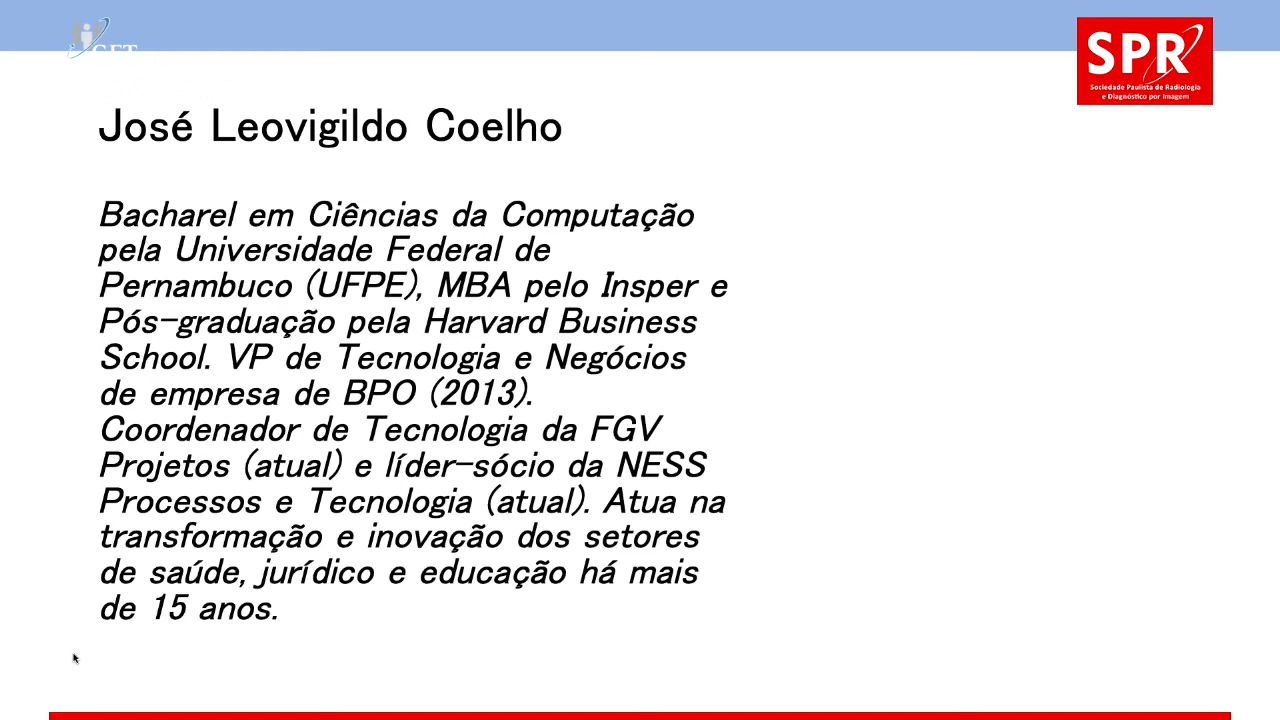 SPR
Sociedade Paulista de Radiologia
e Diagnóstico por Imagem
José Leovigildo Coelho
Bacharel em Ciências da Computação
pela Universidade Federal de
Pernambuco (UFPE), MBA pelo Insper e
Pós-graduação pela Harvard Business
School. VP de Tecnologia e Negócios
de empresa de BPO (2013).
Coordenador de Tecnologia da FGV
Projetos (atual) e líder-sócio da NESS
Processos e Tecnologia (atual). Atua na
transformação e inovação dos setores
de saúde, jurídico e educação há mais
de 15 anos.